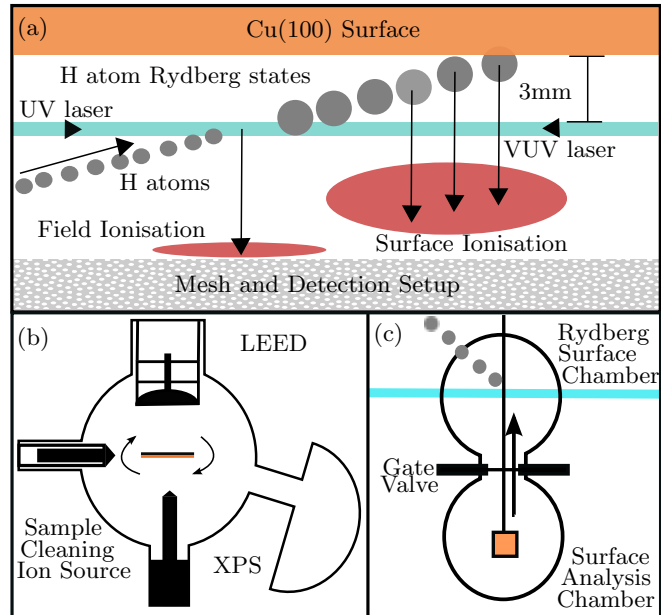 (a)
Cu(100) Surface
H atom Rydberg states
3mm
UV laser
VUV laser
H atoms
Field Ionisation
Surface Ionisation
Mesh and Detection Setup
(b)
LEED
Sample
Cleaning
Ion Source
XPS
(c)
Rydberg
Surface
Chamber
Gate
Valve
Surface
Analysis
Chamber